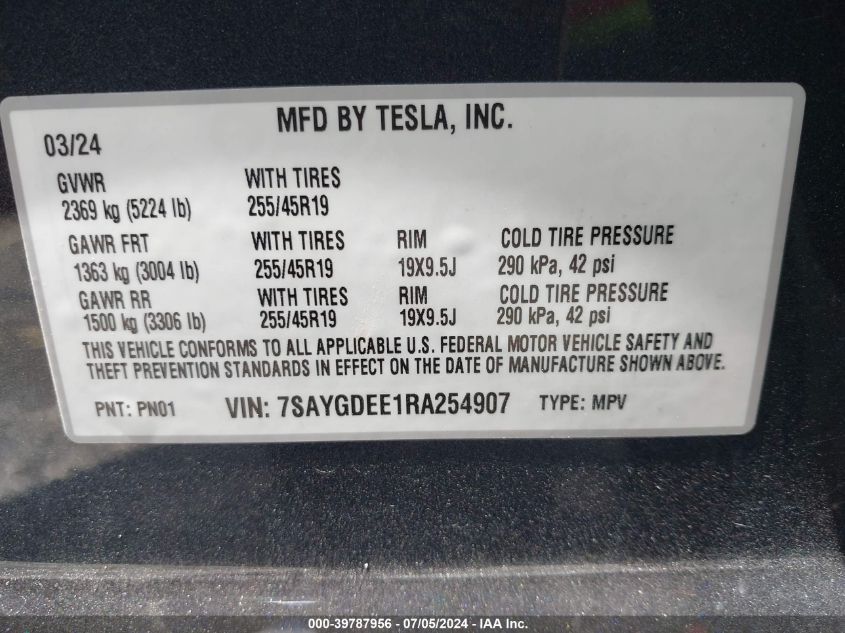 MFD BY TESLA, INC.
03/24
GVWR WITH TIRES
2369 kg (5224 lb) 255/45R19
GAWR FRT WITH TIRES RIM COLD TIRE PRESSURE
1363 kg (3004 lb) 255/45R19 19X9.5J 290 kPa, 42 psi
GAWR RR WITH TIRES RIM COLD TIRE PRESSURE
1500 kg (3306 lb) 255/45R19 19X9.5J 290 kPa, 42 psi
THIS VEHICLE CONFORMS TO ALL APPLICABLE U.S. FEDERAL MOTOR VEHICLE SAFETY AND
THEFT PREVENTION STANDARDS IN EFFECT ON THE DATE OF MANUFACTURE SHOWN ABOVE.
PNT: PN01 VIN: 7SAYGDEE1RA254907 TYPE: MPV
000-39787956 / 07/05/2024 - IAA Inc.